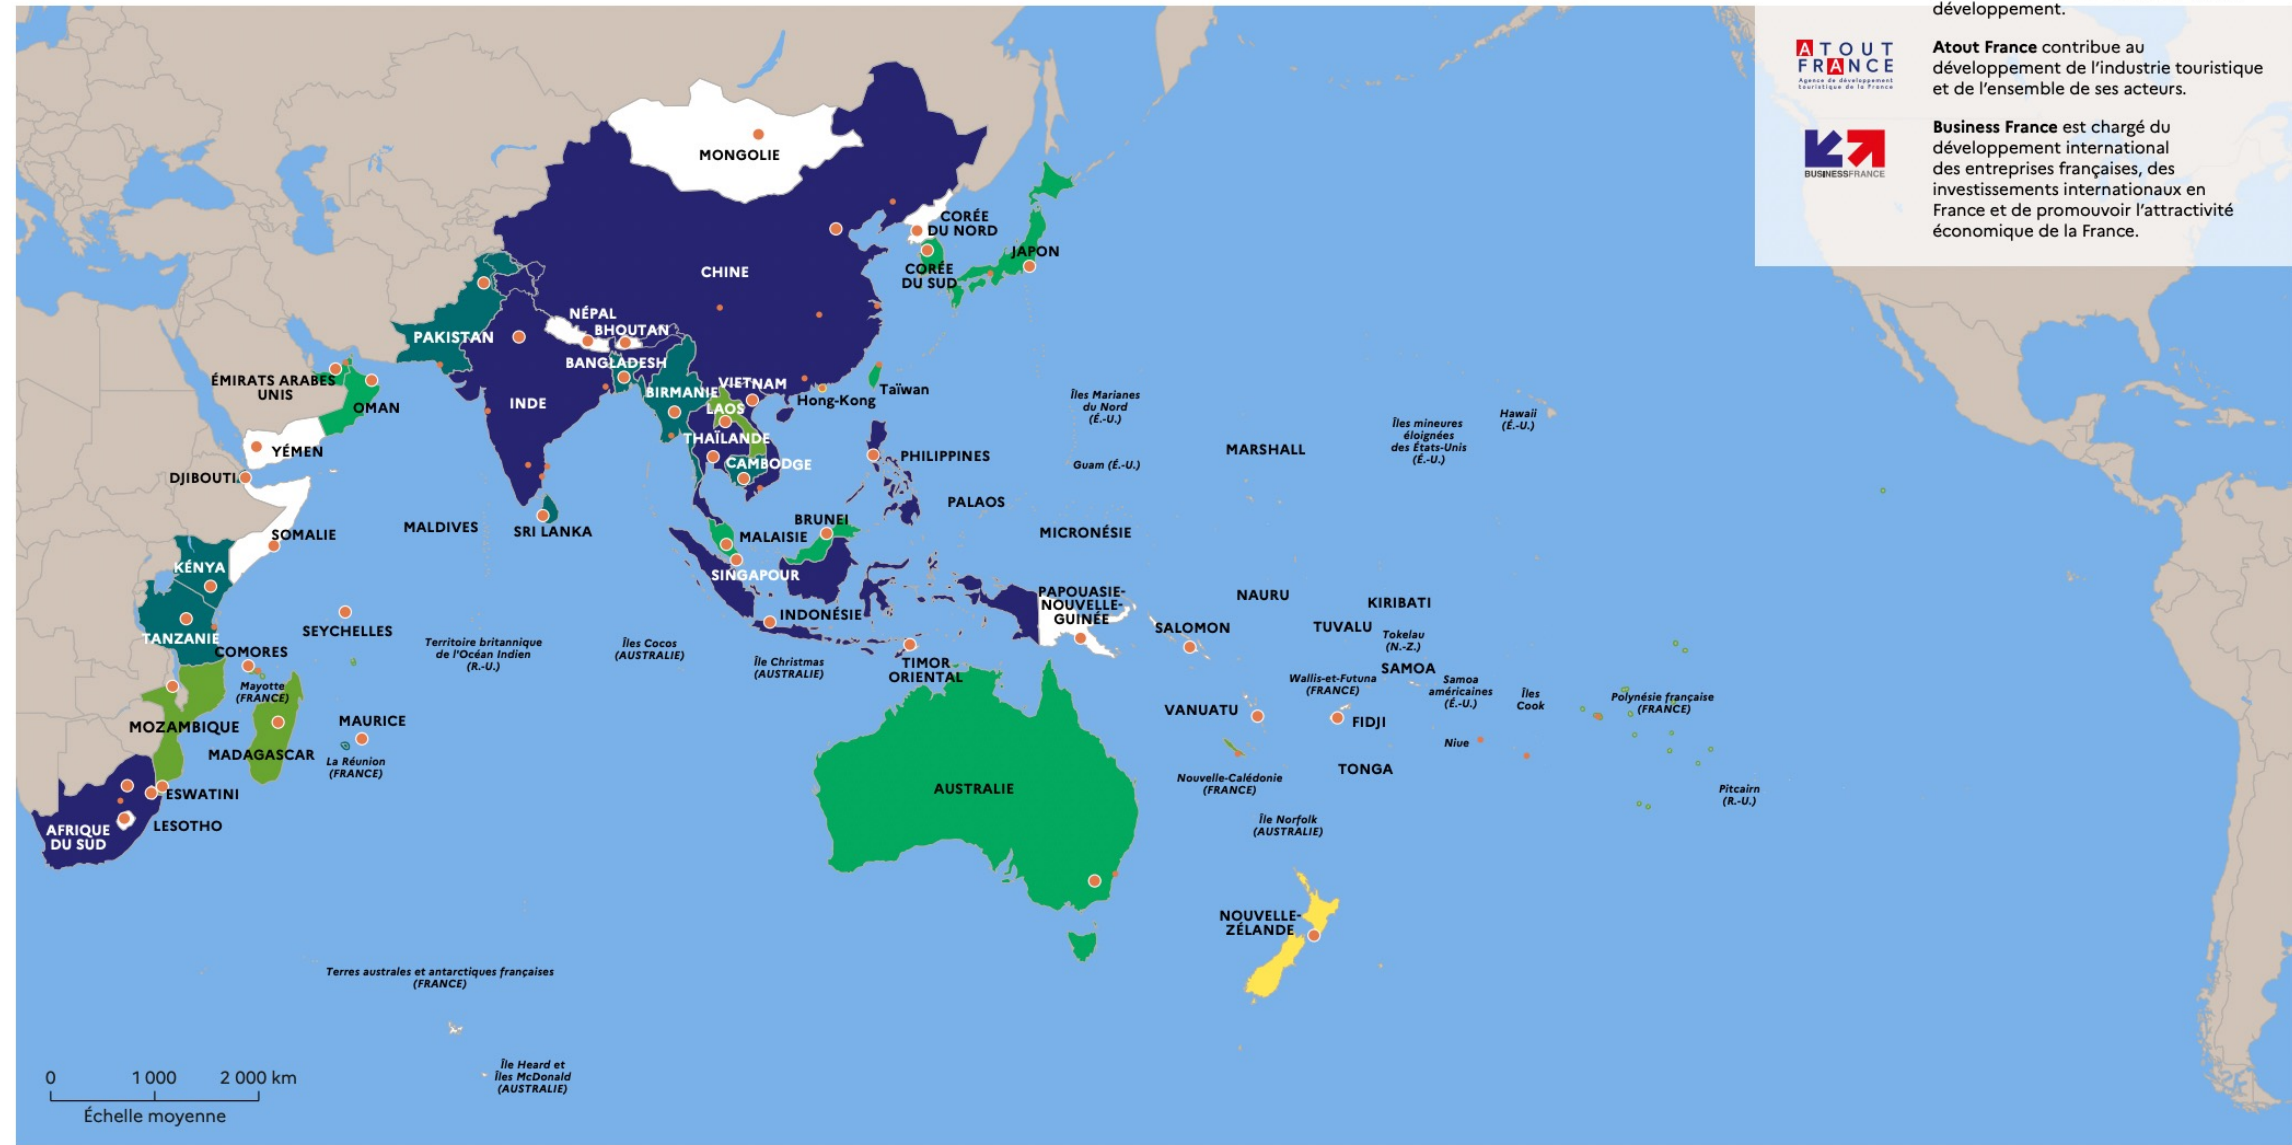 développement.
ATOUT
FRANCE
Agence de développement
touristique de la France
Atout France contribue au
développement de l'industrie touristique
et de l'ensemble de ses acteurs.
BUSINESSFRANCE
Business France est chargé du
développement international
des entreprises françaises, des
investissements internationaux en
France et de promouvoir l'attractivité
économique de la France.
MONGOLIE
CORÉE
DU NORD
JAPON
CORÉE
DU SUD
CHINE
NÉPAL
BHOUTAN
PAKISTAN
BANGLADESH
ÉMIRATS ARABES
UNIS
OMAN
INDE
BIRMANIE
VIETNAM
LAOS
Hong-Kong
Taïwan
THAÏLANDE
CAMBODGE
YÉMEN
DJIBOUTI
PHILIPPINES
Îles Marianes
du Nord
(É.-U.)
Guam (É.-U.)
MARSHALL
Îles mineures
éloignées
des États-Unis
(É.-U.)
Hawaii
(É.-U.)
PALAOS
MICRONÉSIE
SOMALIE
MALDIVES
SRI LANKA
BRUNEI
MALAISIE
SINGAPOUR
KÉNYA
TANZANIE
SEYCHELLES
COMORES
Mayotte
(FRANCE)
INDONÉSIE
PAPOUASIE-
NOUVELLE-
GUINÉE
NAURU
KIRIBATI
SALOMON
TUVALU
Tokelau
(N.-Z.)
Territoire britannique
de l'Océan Indien
(R.-U.)
Îles Cocos
(AUSTRALIE)
Île Christmas
(AUSTRALIE)
TIMOR
ORIENTAL
SAMOA
Wallis-et-Futuna
(FRANCE)
Samoa
américaines
(É.-U.)
Îles
Cook
Polynésie française
(FRANCE)
MOZAMBIQUE
MADAGASCAR
MAURICE
La Réunion
(FRANCE)
VANUATU
FIDJI
Niue
TONGA
Nouvelle-Calédonie
(FRANCE)
Pitcairn
(R.-U.)
AUSTRALIE
Île Norfolk
(AUSTRALIE)
ESWATINI
LESOTHO
AFRIQUE
DU SUD
NOUVELLE-
ZÉLANDE
Terres australes et antarctiques françaises
(FRANCE)
Île Heard et
Îles McDonald
(AUSTRALIE)
0 1 000 2 000 km
Échelle moyenne